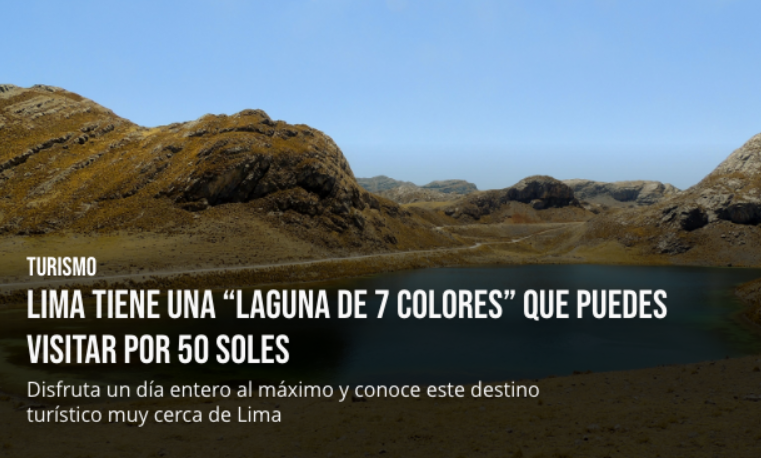 TURISMO
LIMA TIENE UNA “LAGUNA DE 7 COLORES” QUE PUEDES
VISITAR POR 50 SOLES
Disfruta un día entero al máximo y conoce este destino
turístico muy cerca de Lima